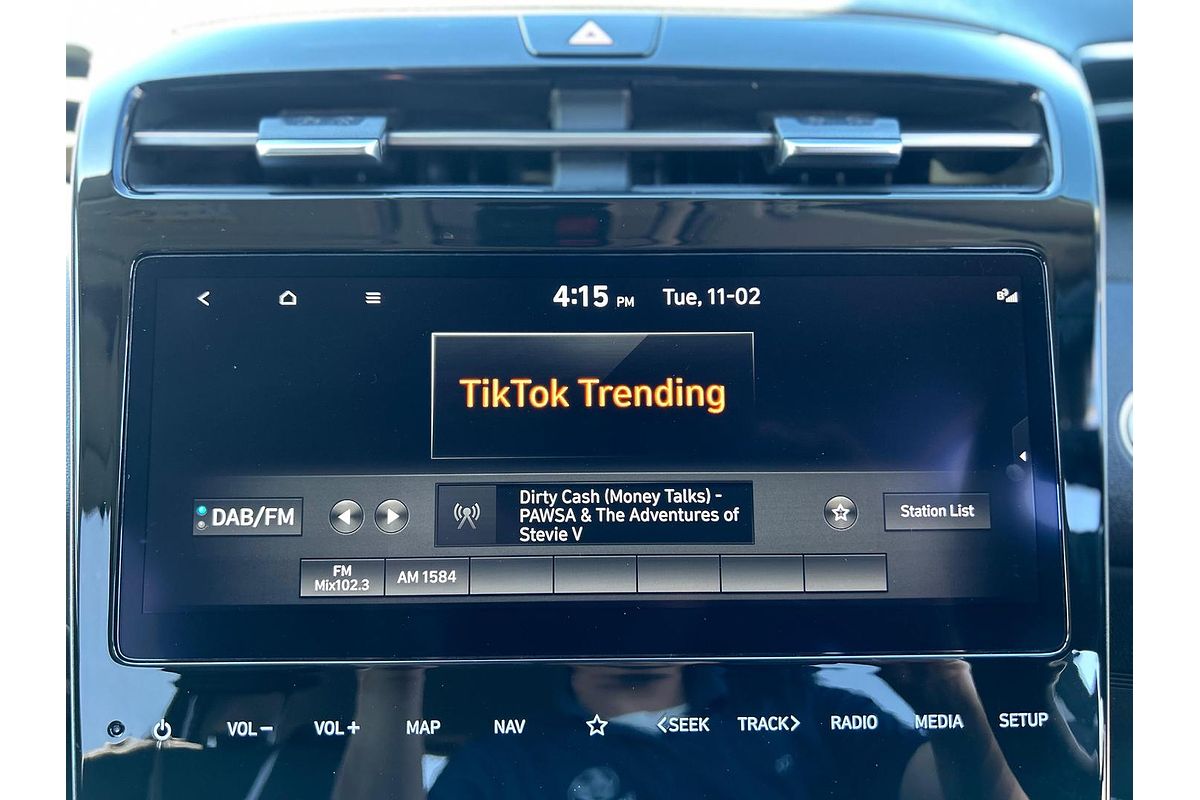 4:15 PM Tue, 11-02
TikTok Trending
DAB/FM
Dirty Cash (Money Talks) -
PAWSA & The Adventures of
Stevie V
Station List
FM
Mix102.3
AM 1584
VOL− VOL+ MAP NAV <SEEK TRACK> RADIO MEDIA SETUP